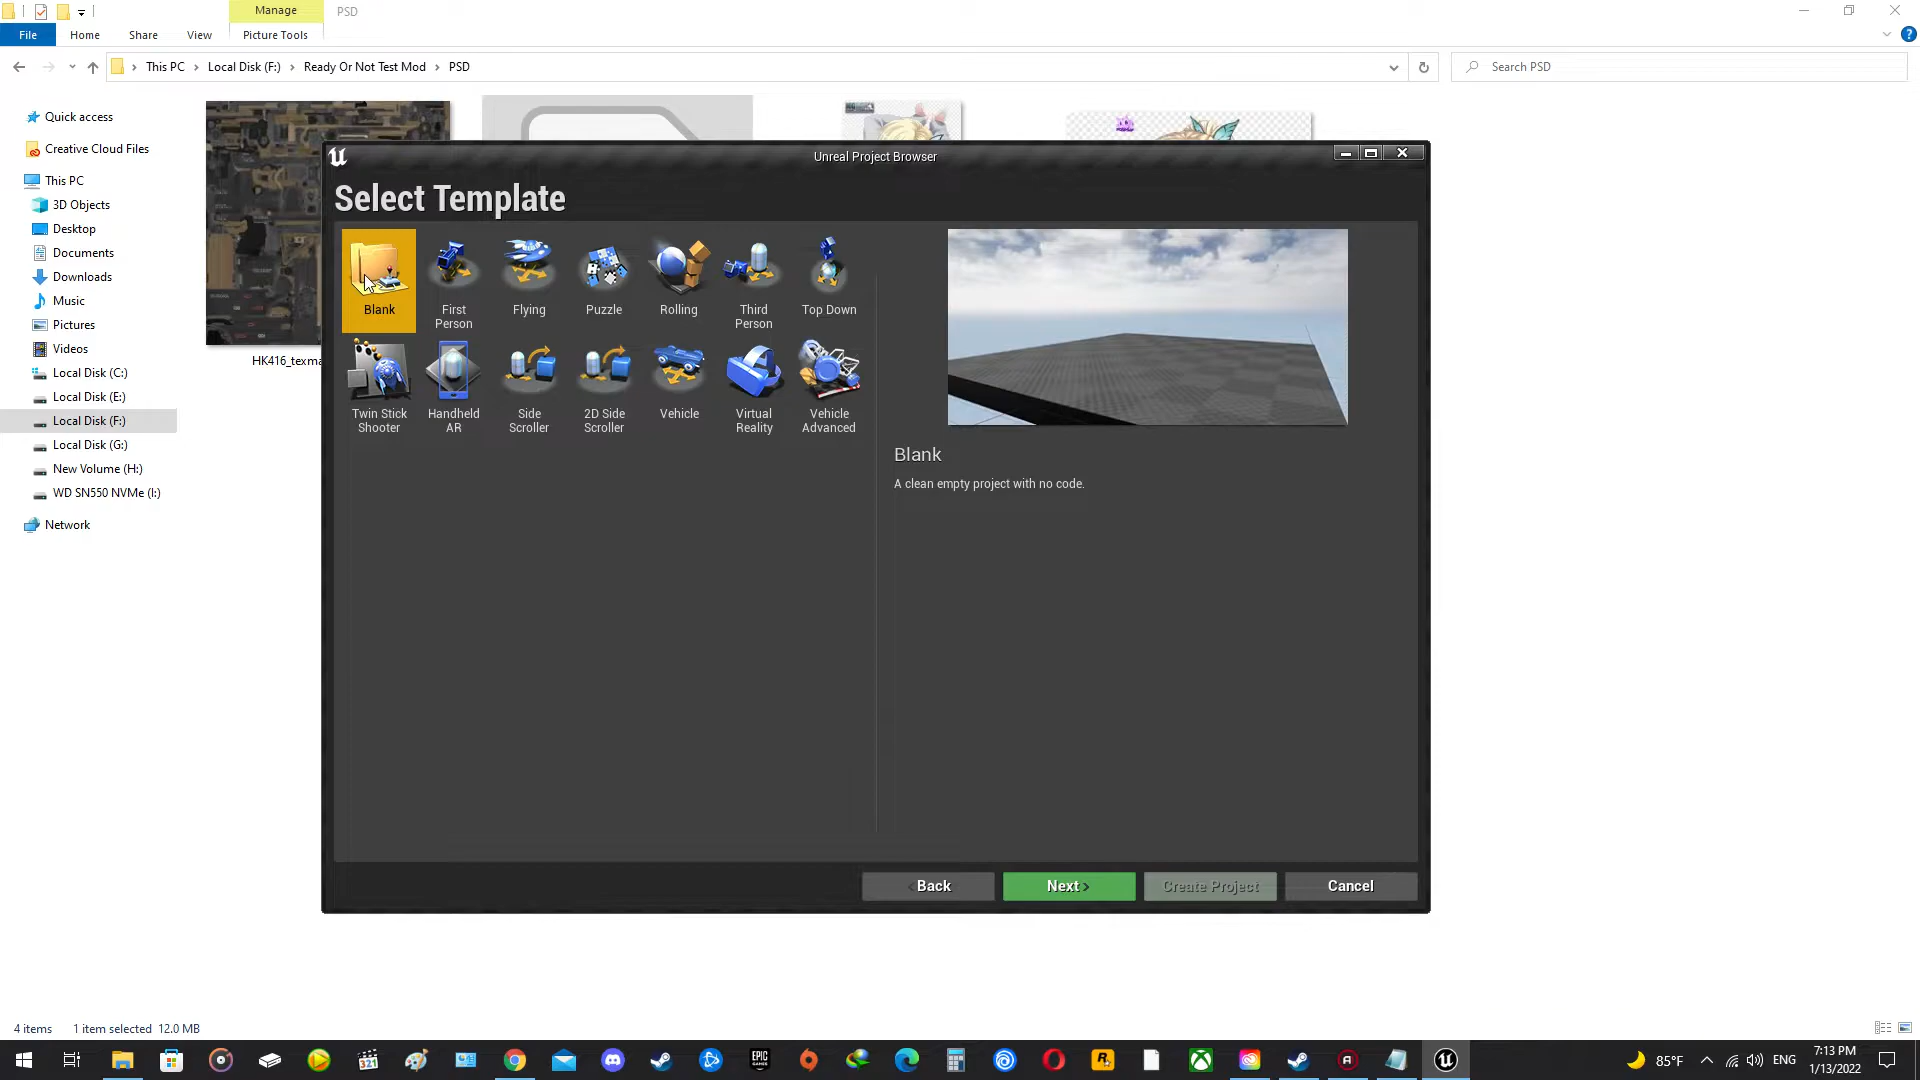 Manage
PSD
File
Home
Share
View
Picture Tools
This PC
Local Disk (F:)
Ready Or Not Test Mod
PSD
Search PSD
Quick access
Creative Cloud Files
This PC
3D Objects
Desktop
Documents
Downloads
Music
Pictures
Videos
Local Disk (C:)
Local Disk (E:)
Local Disk (F:)
Local Disk (G:)
New Volume (H:)
WD SN550 NVMe (I:)
Network
HK416_texma
Unreal Project Browser
Select Template
Blank
First
Person
Flying
Puzzle
Rolling
Third
Person
Top Down
Twin Stick
Shooter
Handheld
AR
Side
Scroller
2D Side
Scroller
Vehicle
Virtual
Reality
Vehicle
Advanced
Blank
A clean empty project with no code.
Back
Next
Create Project
Cancel
4 items
1 item selected 12.0 MB
321
EPIC
GAMES
85°F
ENG
7:13 PM
1/13/2022